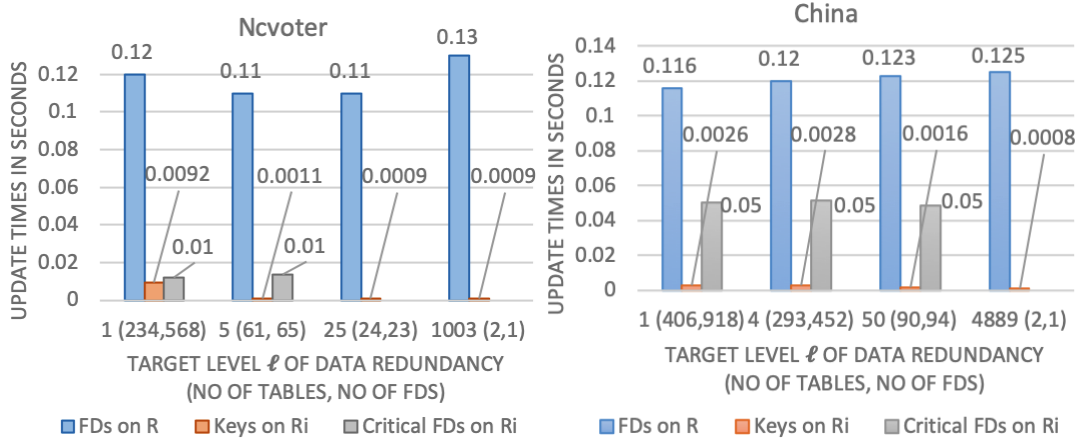 Ncvoter
UPDATE TIMES IN SECONDS
0.12
0.1
0.08
0.06
0.04
0.02
0
0.12
0.11
0.11
0.13
0.0092
0.0011
0.0009
0.0009
0.01
0.01
1 (234,568)
5 (61, 65)
25 (24,23)
1003 (2,1)
TARGET LEVEL ℓ OF DATA REDUNDANCY
(NO OF TABLES, NO OF FDS)
FDs on R
Keys on Ri
Critical FDs on Ri
China
UPDATE TIMES IN SECONDS
0.14
0.12
0.1
0.08
0.06
0.04
0.02
0
0.116
0.12
0.123
0.125
0.0026
0.0028
0.0016
0.0008
0.05
0.05
0.05
1 (406,918)
4 (293,452)
50 (90,94)
4889 (2,1)
TARGET LEVEL ℓ OF DATA REDUNDANCY
(NO OF TABLES, NO OF FDS)
FDs on R
Keys on Ri
Critical FDs on Ri